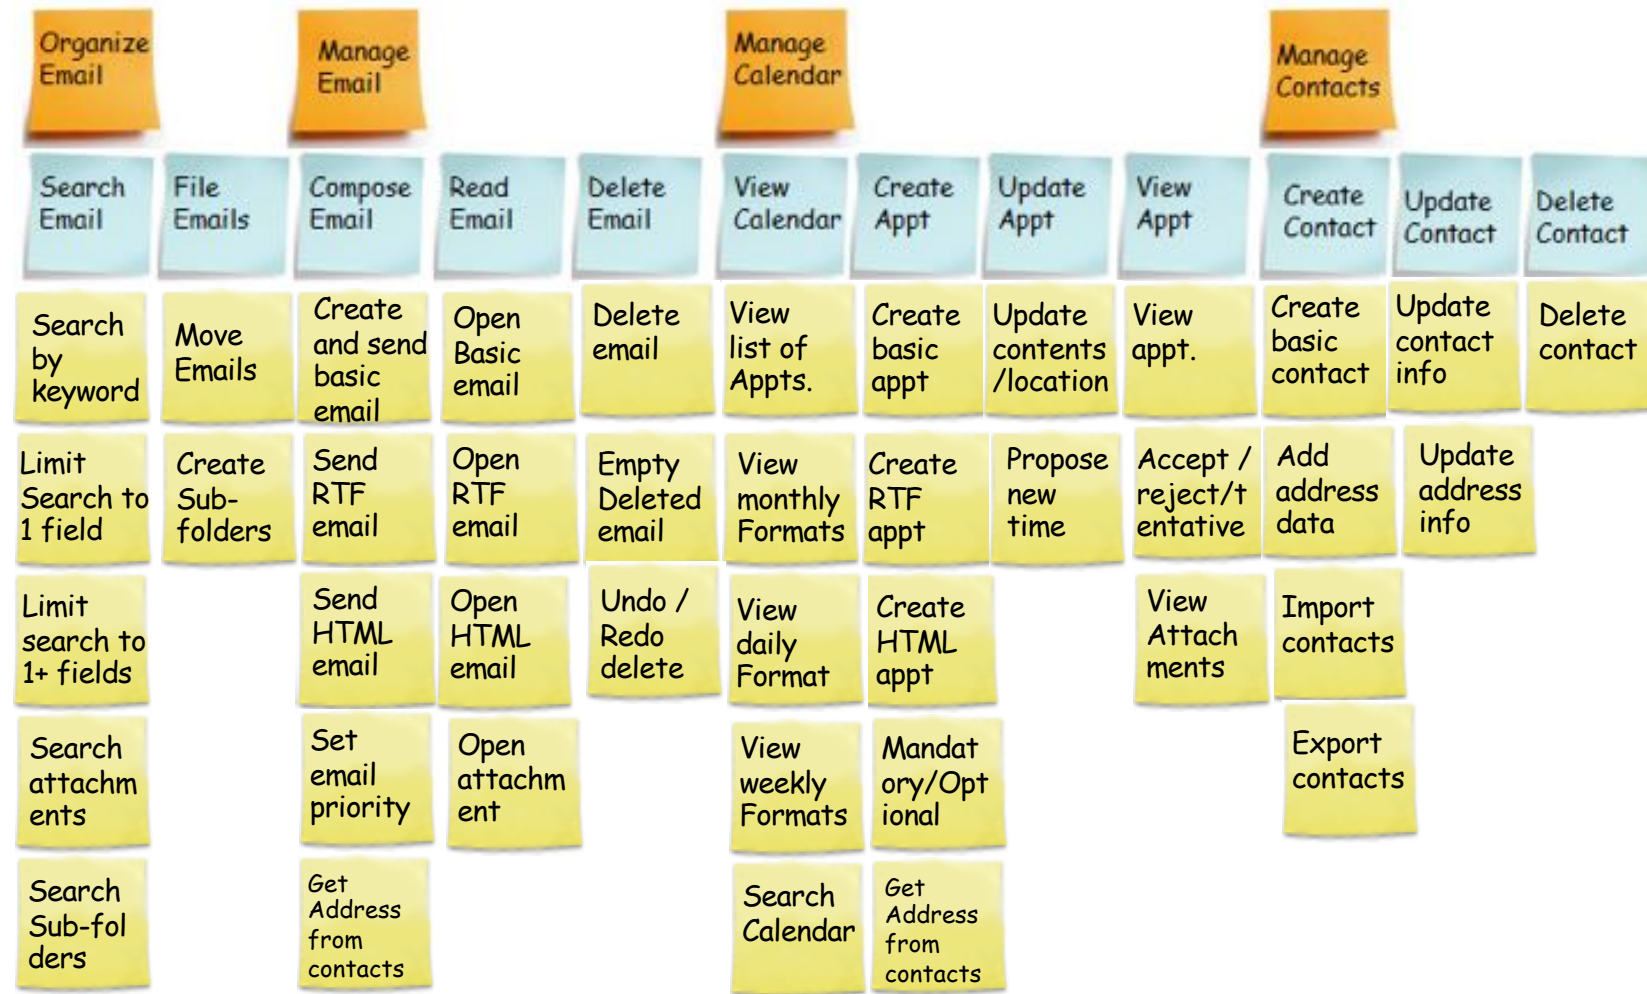 Organize
Email
Manage
Email
Manage
Calendar
Manage
Contacts
Search
Email
File
Emails
Compose
Email
Read
Email
Delete
Email
View
Calendar
Create
Appt
Update
Appt
View
Appt
Create
Contact
Update
Contact
Delete
Contact
Search
by
keyword
Move
Emails
Create
and send
basic
email
Open
Basic
email
Delete
email
View
list of
Appts.
Create
basic
appt
Update
contents
/location
View
appt.
Create
basic
contact
Update
contact
info
Delete
contact
Limit
Search to
1 field
Create
Sub-
folders
Send
RTF
email
Open
RTF
email
Empty
Deleted
email
View
monthly
Formats
Create
RTF
appt
Propose
new
time
Accept /
reject/t
entative
Add
address
data
Update
address
info
Limit
search to
1+ fields
Send
HTML
email
Open
HTML
email
Undo /
Redo
delete
View
daily
Format
Create
HTML
appt
View
Attach
ments
Import
contacts
Search
attachm
ents
Set
email
priority
Open
attachm
ent
View
weekly
Formats
Mandat
ory/Opt
ional
Export
contacts
Search
Sub-fol
ders
Get
Address
from
contacts
Search
Calendar
Get
Address
from
contacts